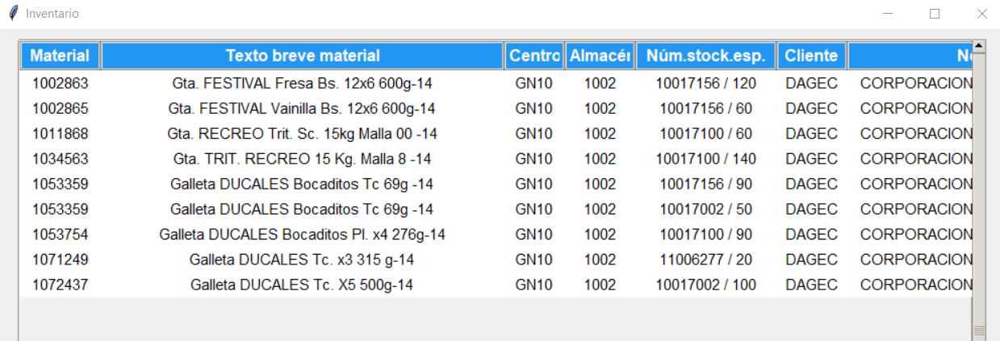 Inventario
Material Texto breve material Centro Almacén Núm.stock.esp. Cliente
1002863 Gta. FESTIVAL Fresa Bs. 12x6 600g-14 GN10 1002 10017156 / 120 DAGEC CORPORACION
1002865 Gta. FESTIVAL Vainilla Bs. 12x6 600g-14 GN10 1002 10017156 / 60 DAGEC CORPORACION
1011868 Gta. RECREO Trit. Sc. 15kg Malla 00 -14 GN10 1002 10017100 / 60 DAGEC CORPORACION
1034563 Gta. TRIT. RECREO 15 Kg. Malla 8 -14 GN10 1002 10017100 / 140 DAGEC CORPORACION
1053359 Galleta DUCALES Bocaditos Tc 69g -14 GN10 1002 10017156 / 90 DAGEC CORPORACION
1053359 Galleta DUCALES Bocaditos Tc 69g -14 GN10 1002 10017002 / 50 DAGEC CORPORACION
1053754 Galleta DUCALES Bocaditos Pl. x4 276g-14 GN10 1002 10017100 / 90 DAGEC CORPORACION
1071249 Galleta DUCALES Tc. x3 315 g-14 GN10 1002 11006277 / 20 DAGEC CORPORACION
1072437 Galleta DUCALES Tc. X5 500g-14 GN10 1002 10017002 / 100 DAGEC CORPORACION